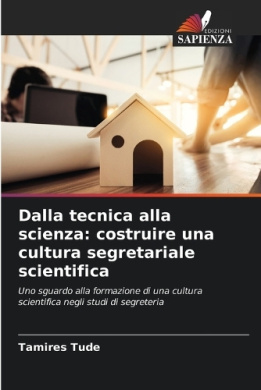 EDIZIONI
SAPIENZA
Dalla tecnica alla
scienza: costruire una
cultura segretariale
scientifica
Uno sguardo alla formazione di una cultura
scientifica negli studi di segreteria
Tamires Tude